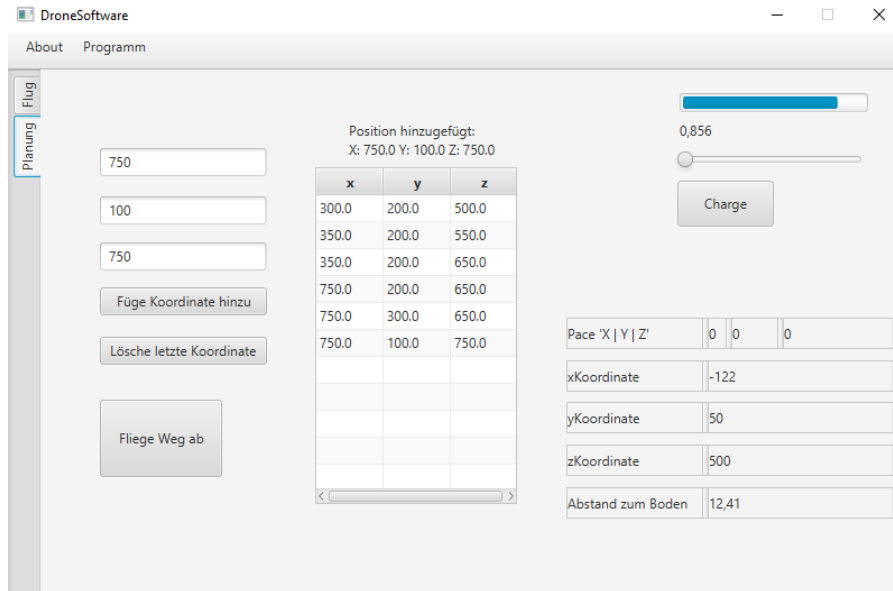 DroneSoftware
About Programm
Flug
Planung
750
100
750
Füge Koordinate hinzu
Lösche letzte Koordinate
Fliege Weg ab
Position hinzugefügt:
X: 750.0 Y: 100.0 Z: 750.0
x y z
300.0 200.0 500.0
350.0 200.0 550.0
350.0 200.0 650.0
750.0 200.0 650.0
750.0 300.0 650.0
750.0 100.0 750.0
0,856
Charge
Pace 'X | Y | Z' 0 0 0
xKoordinate -122
yKoordinate 50
zKoordinate 500
Abstand zum Boden 12,41